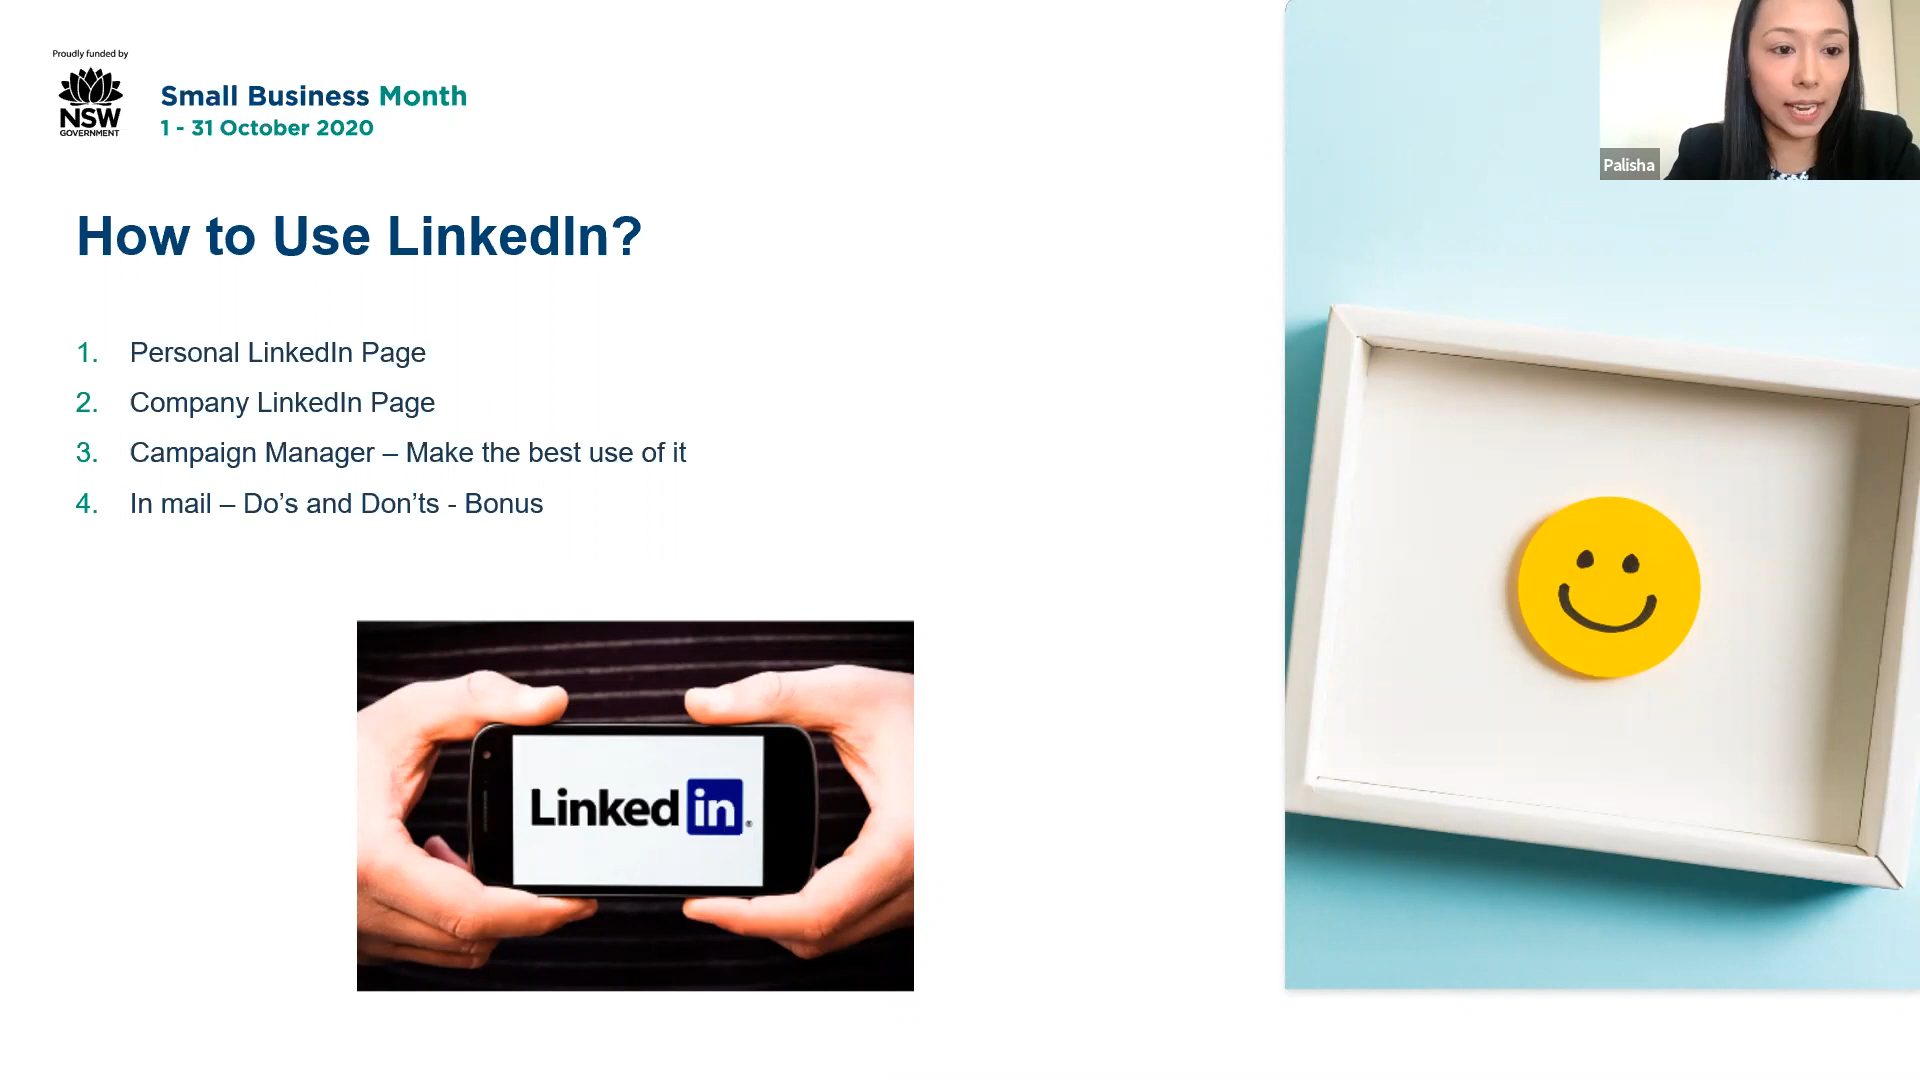 Proudly funded by
NSW
GOVERNMENT
Small Business Month
1 - 31 October 2020
Palisha
How to Use LinkedIn?
1. Personal LinkedIn Page
2. Company LinkedIn Page
3. Campaign Manager – Make the best use of it
4. In mail – Do’s and Don’ts - Bonus
Linked in ®